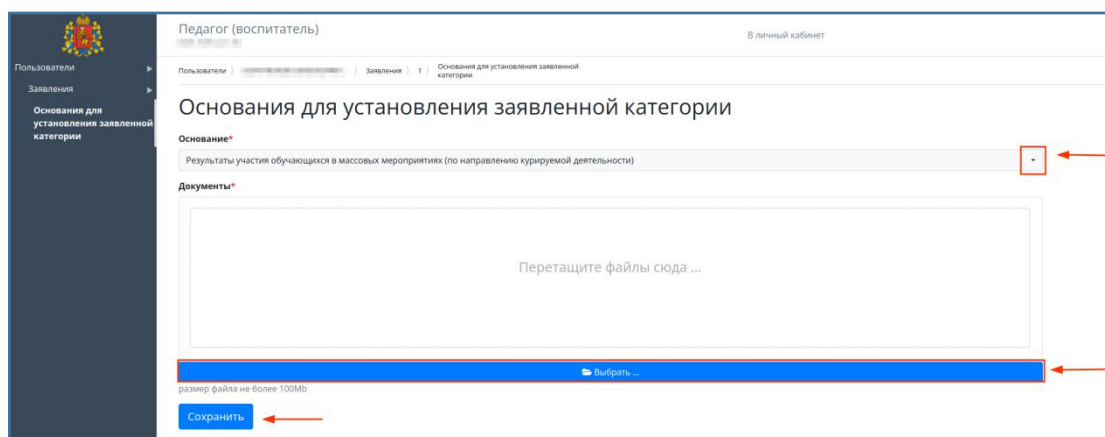 Педагог (воспитатель)
В личный кабинет
Пользователи
Заявления
Основания для
установления заявленной
категории
Пользователи
Заявления
1
Основания для установления заявленной
категории
Основания для установления заявленной категории
Основание*
Результаты участия обучающихся в массовых мероприятиях (по направлению курируемой деятельности)
Документы*
Перетащите файлы сюда ...
Выбрать ...
размер файла не более 100Mb
Сохранить